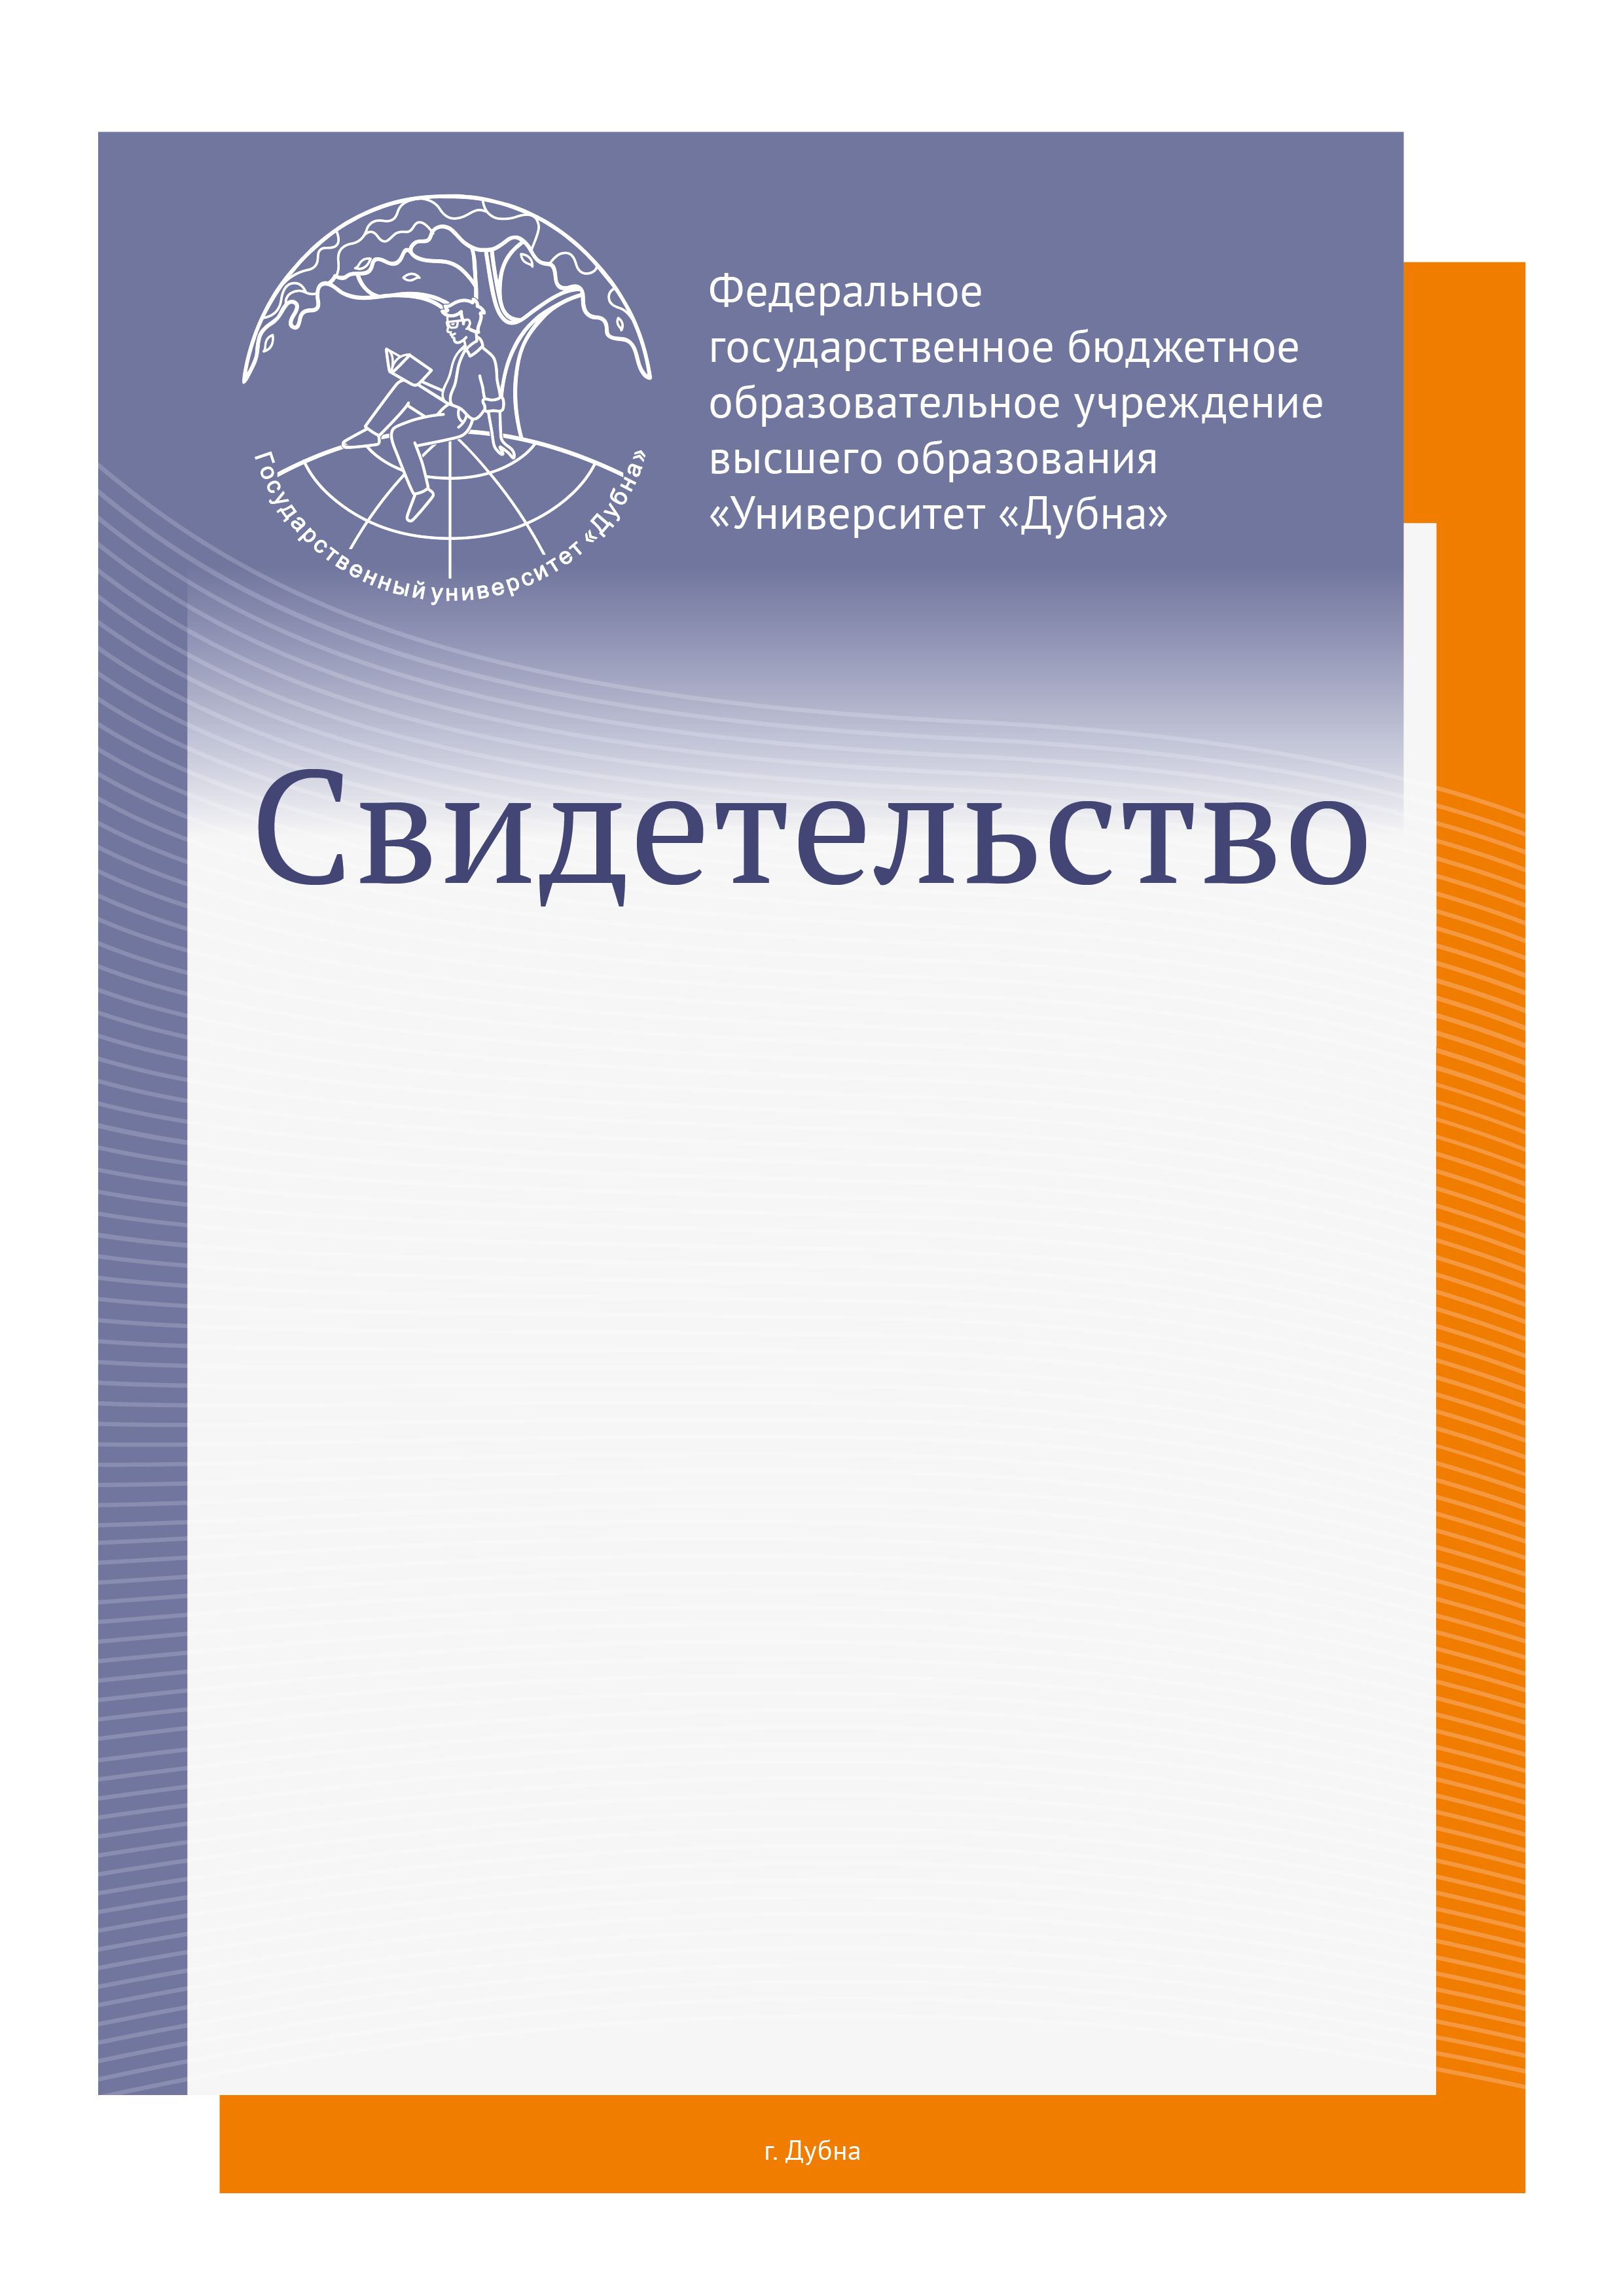 Государственный университет «Дубна»
Федеральное
государственное бюджетное
образовательное учреждение
высшего образования
«Университет «Дубна»
Свидетельство
г. Дубна